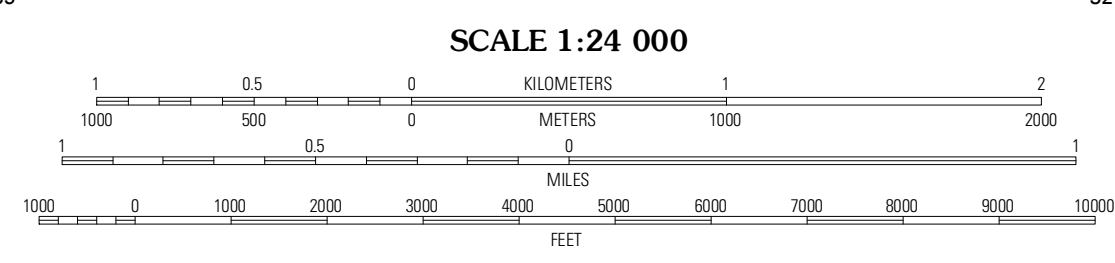 SCALE 1:24 000
1 0.5 0 KILOMETERS 1 2
1000 500 0 METERS 1000 2000
1 0.5 0 1
MILES
1000 0 1000 2000 3000 4000 5000 6000 7000 8000 9000 10000
FEET